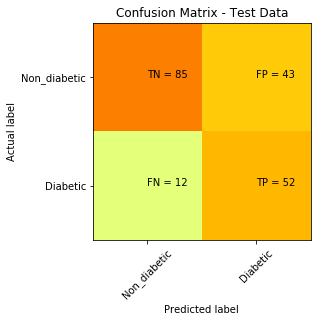 Confusion Matrix - Test Data
Actual label
Non_diabetic
TN = 85
FP = 43
Diabetic
FN = 12
TP = 52
Non_diabetic
Diabetic
Predicted label